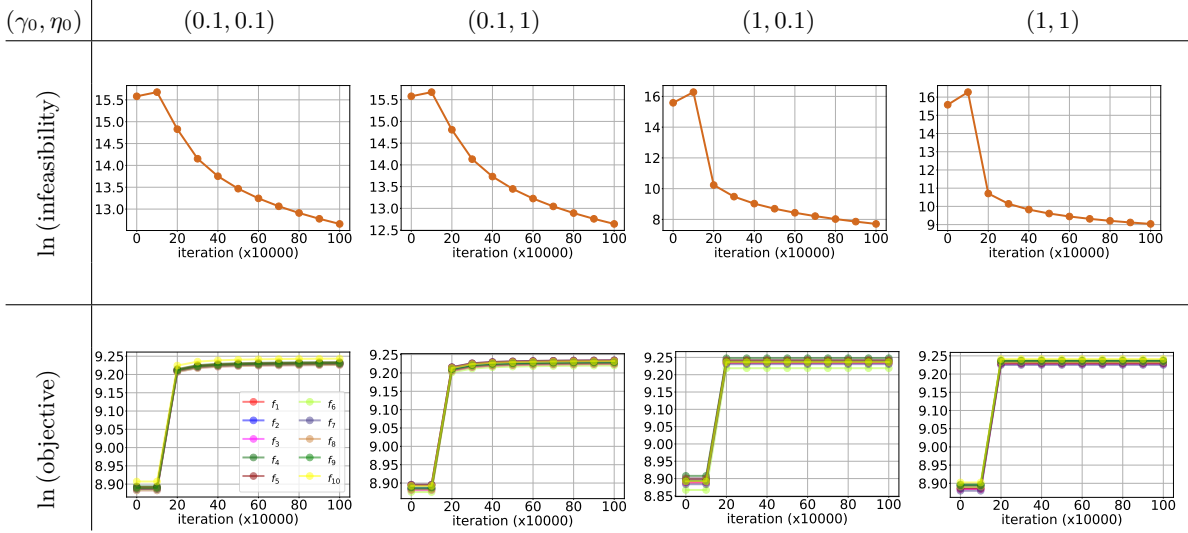 (γ₀, η₀) (0.1, 0.1) (0.1, 1) (1, 0.1) (1, 1)
ln (infeasibility)
15.5
15.0
14.5
14.0
13.5
13.0
0 20 40 60 80 100
iteration (x10000)
15.5
15.0
14.5
14.0
13.5
13.0
12.5
0 20 40 60 80 100
iteration (x10000)
16
14
12
10
8
0 20 40 60 80 100
iteration (x10000)
16
15
14
13
12
11
10
9
0 20 40 60 80 100
iteration (x10000)
ln (objective)
9.25
9.20
9.15
9.10
9.05
9.00
8.95
8.90
f₁ f₆
f₂ f₇
f₃ f₈
f₄ f₉
f₅ f₁₀
0 20 40 60 80 100
iteration (x10000)
9.25
9.20
9.15
9.10
9.05
9.00
8.95
8.90
0 20 40 60 80 100
iteration (x10000)
9.25
9.20
9.15
9.10
9.05
9.00
8.95
8.90
8.85
0 20 40 60 80 100
iteration (x10000)
9.25
9.20
9.15
9.10
9.05
9.00
8.95
8.90
0 20 40 60 80 100
iteration (x10000)